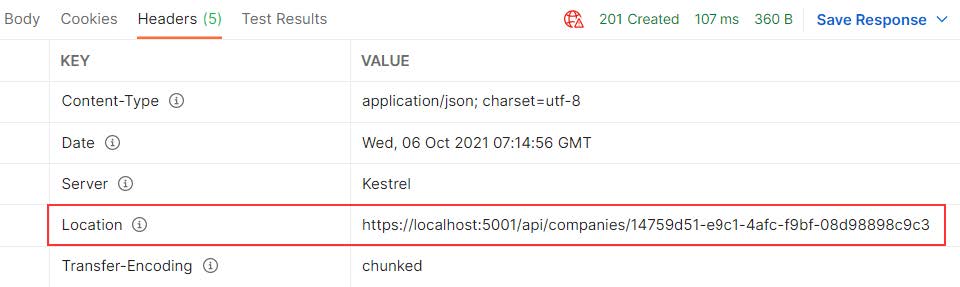 Body Cookies Headers (5) Test Results 201 Created 107 ms 360 B Save Response
KEY VALUE
Content-Type application/json; charset=utf-8
Date Wed, 06 Oct 2021 07:14:56 GMT
Server Kestrel
Location https://localhost:5001/api/companies/14759d51-e9c1-4afc-f9bf-08d98898c9c3
Transfer-Encoding chunked